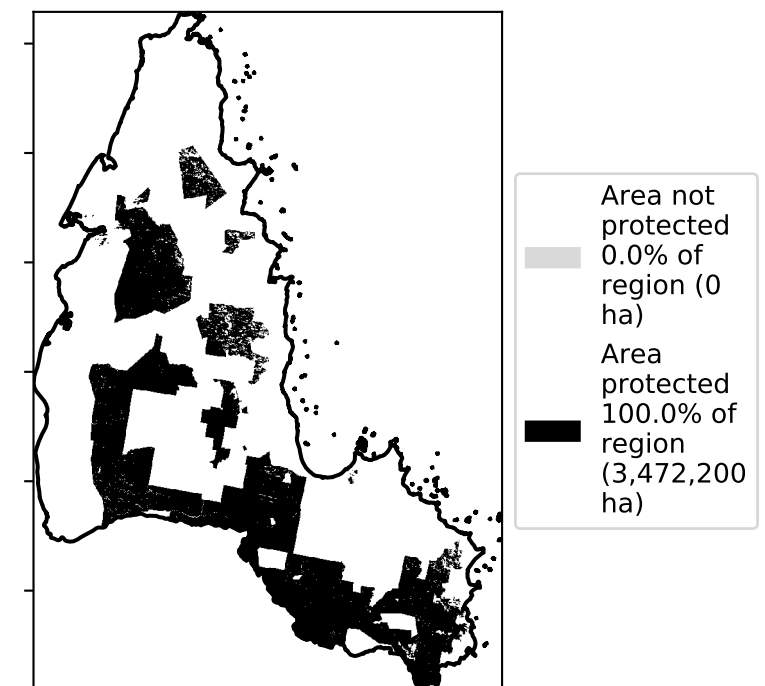 Area not
protected
0.0% of
region (0
ha)
Area
protected
100.0% of
region
(3,472,200
ha)